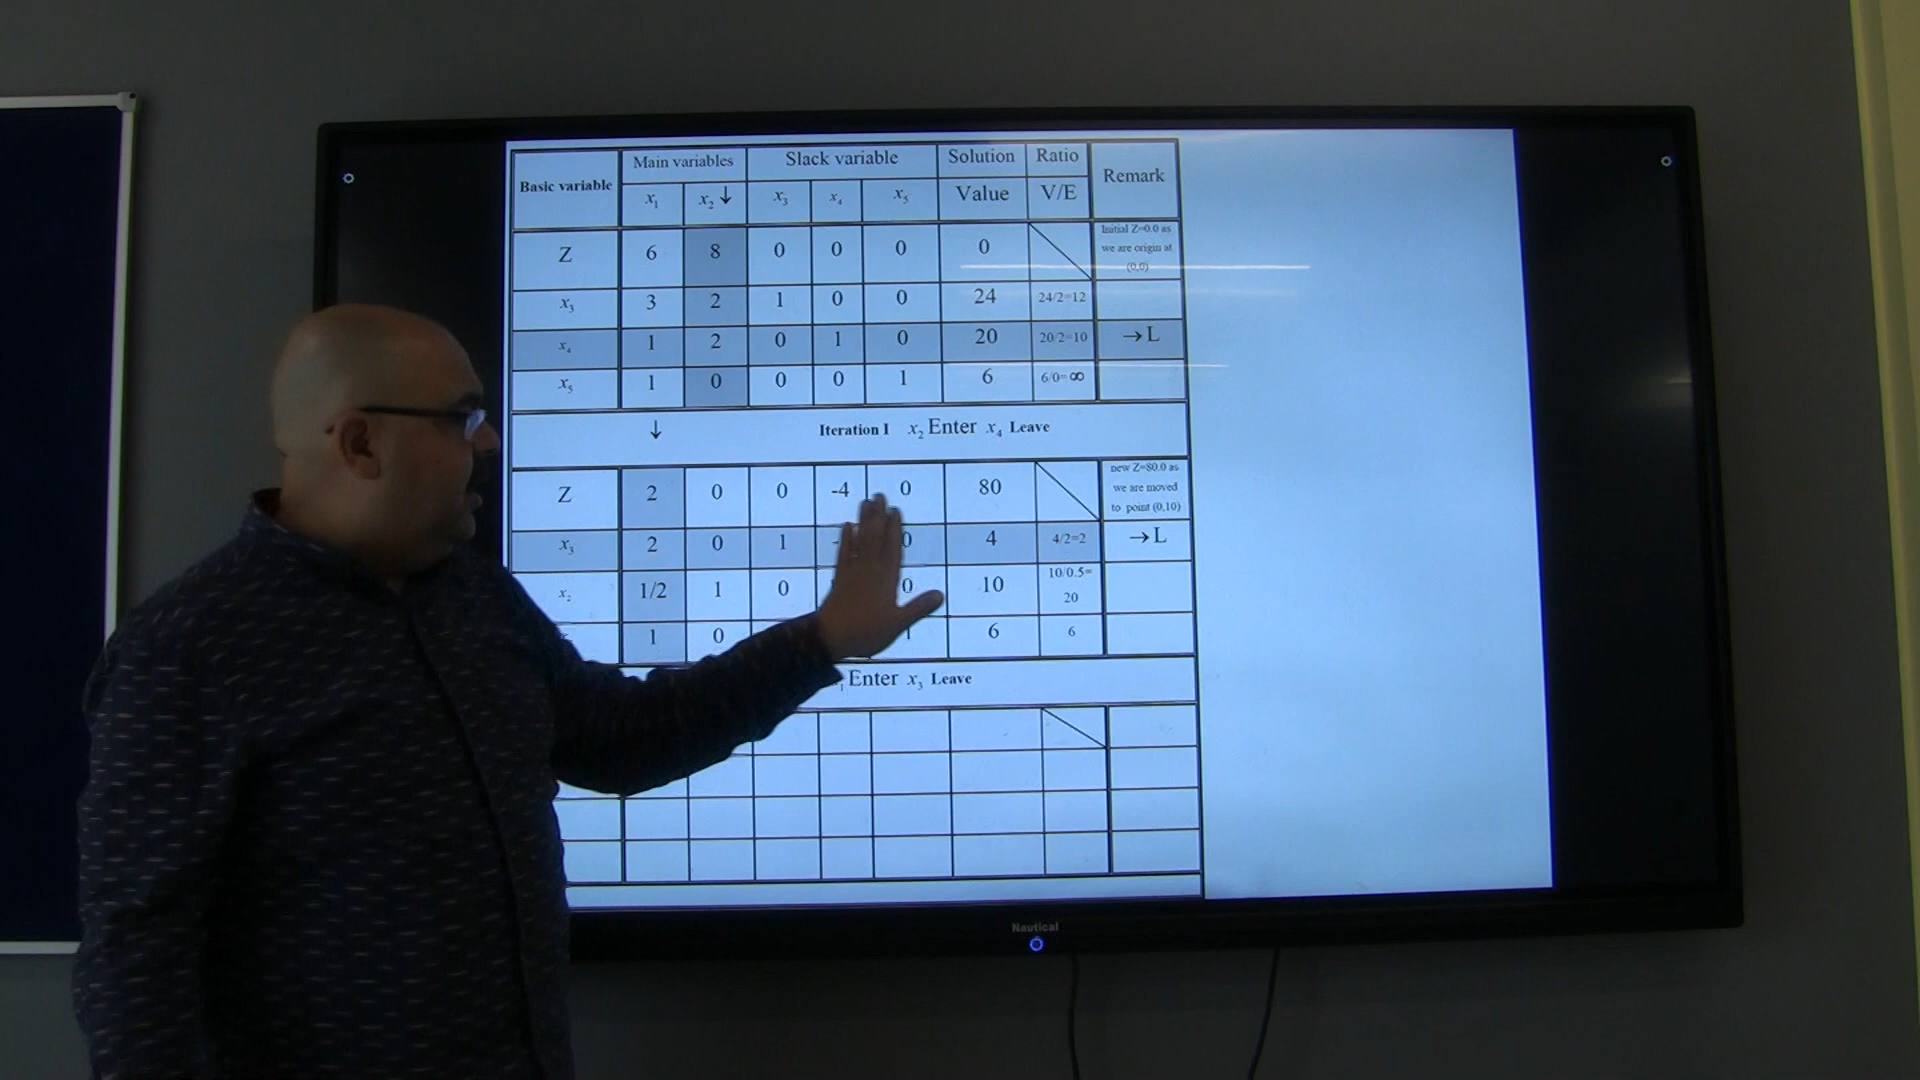 Basic variable Main variables Slack variable Solution Ratio Remark
x₁ x₂ ↓ x₃ x₄ x₅ Value V/E
Z 6 8 0 0 0 0 Initial Z=0.0 as
we are origin at
(0,0)
x₃ 3 2 1 0 0 24 24/2=12
x₄ 1 2 0 1 0 20 20/2=10 →L
x₅ 1 0 0 0 1 6 6/0=∞
↓ Iteration I x₂ Enter x₄ Leave
Z 2 0 0 -4 0 80 new Z=80.0 as
we are moved
to point (0,10)
x₃ 2 0 1 0 4 4/2=2 →L
x₂ 1/2 1 0 0 10 10/0.5=
20
1 0 1 6 6
Enter x₃ Leave
Nautical